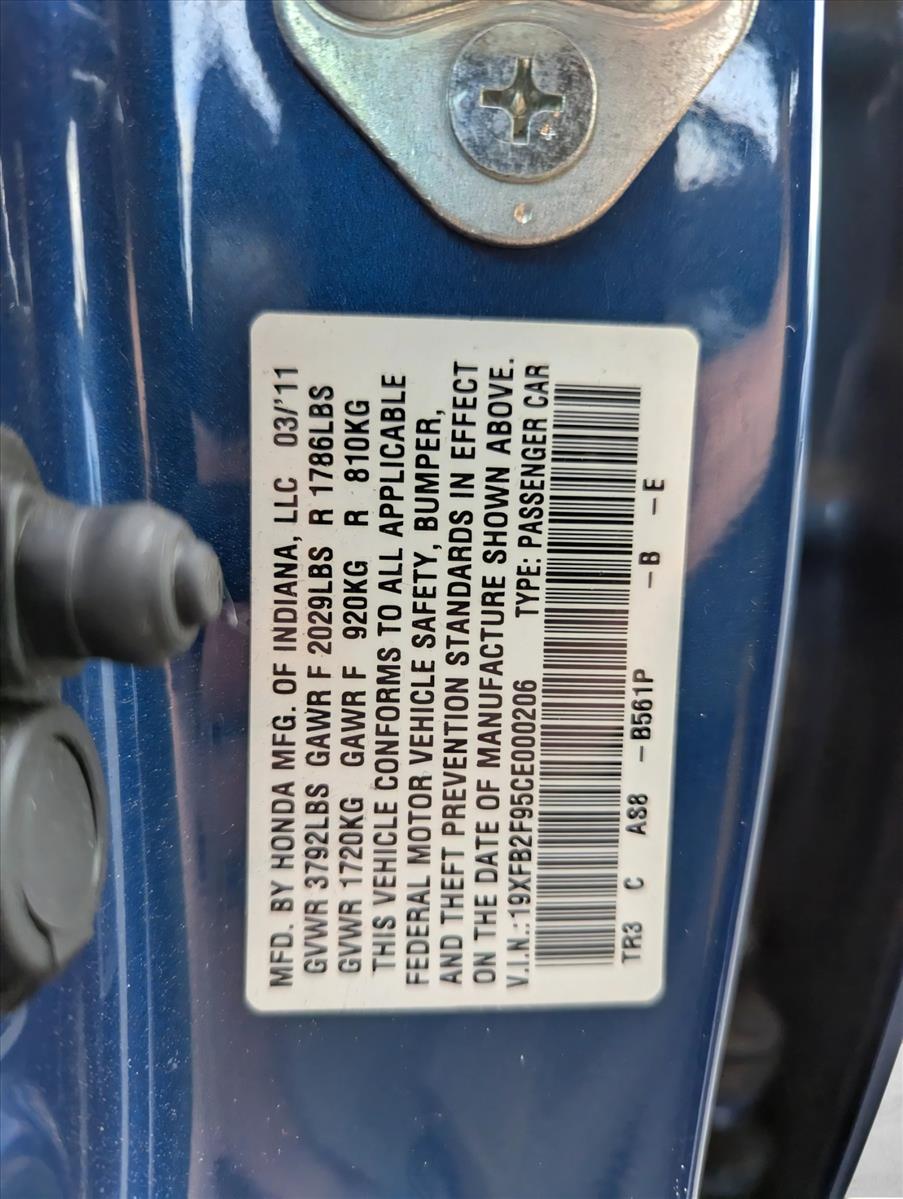 MFD. BY HONDA MFG. OF INDIANA, LLC 03/'11
GVWR 3792LBS GAWR F 2029LBS R 1786LBS
GVWR 1720KG GAWR F 920KG R 810KG
THIS VEHICLE CONFORMS TO ALL APPLICABLE
FEDERAL MOTOR VEHICLE SAFETY, BUMPER,
AND THEFT PREVENTION STANDARDS IN EFFECT
ON THE DATE OF MANUFACTURE SHOWN ABOVE.
V.I.N.:19XFB2F95CE000206 TYPE: PASSENGER CAR
TR3 C AS8 -B561P -B -E